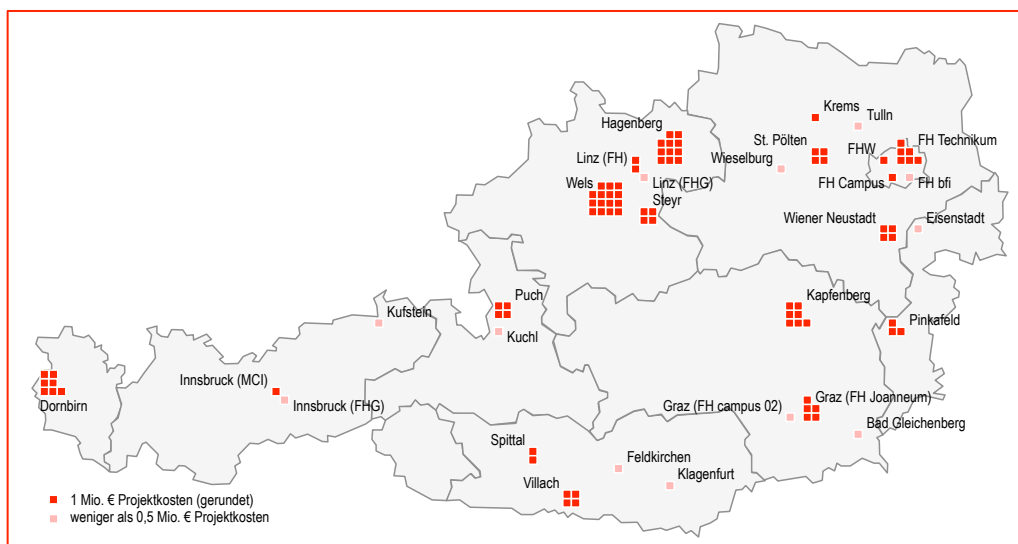 Krems
Tulln
Hagenberg
St. Pölten
FHW
FH Technikum
Linz (FH)
Wieselburg
Wels
Linz (FHG)
FH Campus
FH bfi
Steyr
Wiener Neustadt
Eisenstadt
Puch
Kapfenberg
Kufstein
Pinkafeld
Kuchl
Innsbruck (MCI)
Dornbirn
Innsbruck (FHG)
Graz (FH campus 02)
Graz (FH Joanneum)
Bad Gleichenberg
Spittal
Feldkirchen
Klagenfurt
Villach
1 Mio. € Projektkosten (gerundet)
weniger als 0,5 Mio. € Projektkosten